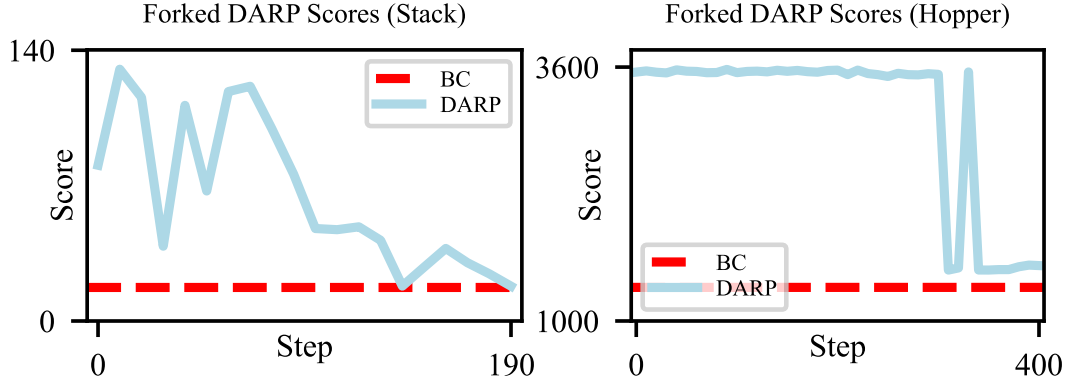 Forked DARP Scores (Stack)
140
BC
DARP
Score
0
Step
0
190
Forked DARP Scores (Hopper)
3600
Score
BC
DARP
1000
Step
0
400